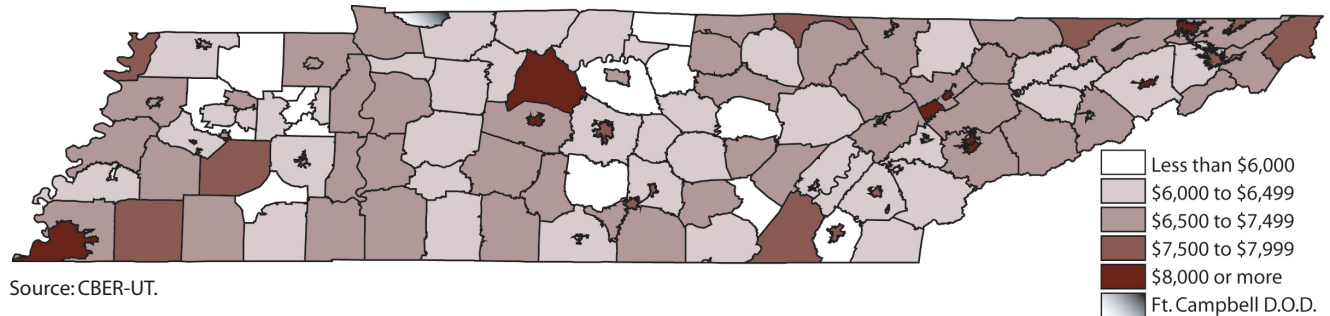 Less than $6,000
$6,000 to $6,499
$6,500 to $7,499
$7,500 to $7,999
$8,000 or more
Ft. Campbell D.O.D.
Source: CBER-UT.